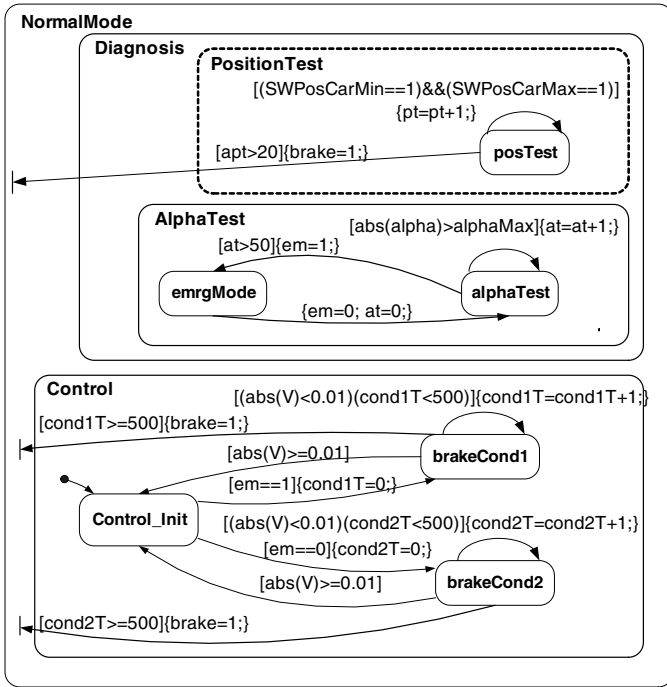 NormalMode
Diagnosis
PositionTest
[(SWPosCarMin==1)&&(SWPosCarMax==1)]
{pt=pt+1;}
[apt>20]{brake=1;}
posTest
AlphaTest
[abs(alpha)>alphaMax]{at=at+1;}
[at>50]{em=1;}
emrgMode
alphaTest
{em=0; at=0;}
Control
[(abs(V)<0.01)(cond1T<500)]{cond1T=cond1T+1;}
[cond1T>=500]{brake=1;}
[abs(V)>=0.01]
brakeCond1
[em==1]{cond1T=0;}
Control_Init
[(abs(V)<0.01)(cond2T<500)]{cond2T=cond2T+1;}
[em==0]{cond2T=0;}
brakeCond2
[abs(V)>=0.01]
[cond2T>=500]{brake=1;}